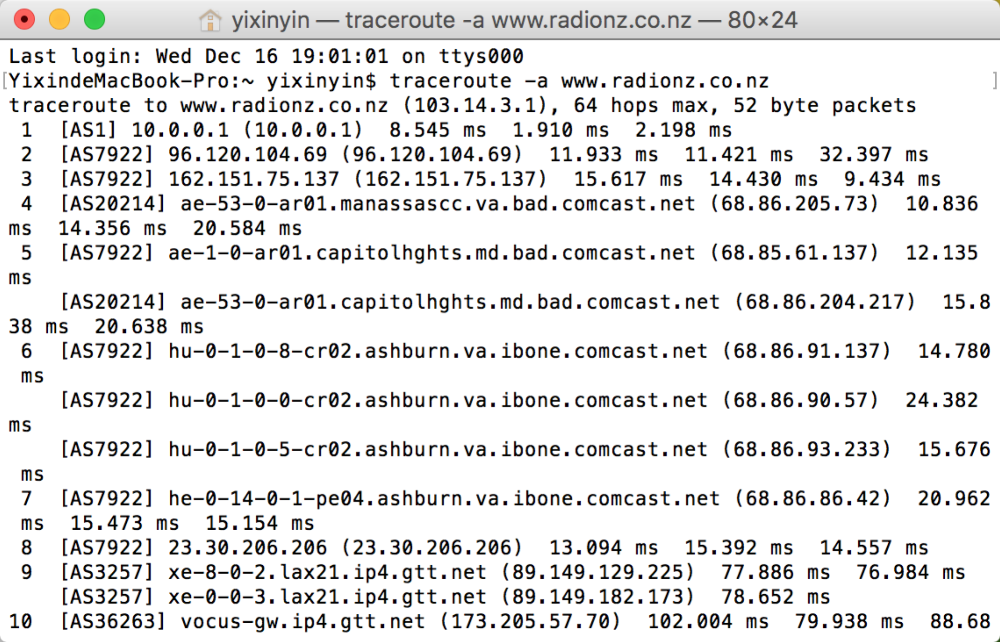 yixinyin — traceroute -a www.radionz.co.nz — 80×24
Last login: Wed Dec 16 19:01:01 on ttys000
[YixindeMacBook-Pro:~ yixinyin$ traceroute -a www.radionz.co.nz ]
traceroute to www.radionz.co.nz (103.14.3.1), 64 hops max, 52 byte packets
 1  [AS1] 10.0.0.1 (10.0.0.1)  8.545 ms  1.910 ms  2.198 ms
 2  [AS7922] 96.120.104.69 (96.120.104.69)  11.933 ms  11.421 ms  32.397 ms
 3  [AS7922] 162.151.75.137 (162.151.75.137)  15.617 ms  14.430 ms  9.434 ms
 4  [AS20214] ae-53-0-ar01.manassascc.va.bad.comcast.net (68.86.205.73)  10.836
ms  14.356 ms  20.584 ms
 5  [AS7922] ae-1-0-ar01.capitolhghts.md.bad.comcast.net (68.85.61.137)  12.135
ms
    [AS20214] ae-53-0-ar01.capitolhghts.md.bad.comcast.net (68.86.204.217)  15.8
38 ms  20.638 ms
 6  [AS7922] hu-0-1-0-8-cr02.ashburn.va.ibone.comcast.net (68.86.91.137)  14.780
 ms
    [AS7922] hu-0-1-0-0-cr02.ashburn.va.ibone.comcast.net (68.86.90.57)  24.382
ms
    [AS7922] hu-0-1-0-5-cr02.ashburn.va.ibone.comcast.net (68.86.93.233)  15.676
 ms
 7  [AS7922] he-0-14-0-1-pe04.ashburn.va.ibone.comcast.net (68.86.86.42)  20.962
 ms  15.473 ms  15.154 ms
 8  [AS7922] 23.30.206.206 (23.30.206.206)  13.094 ms  15.392 ms  14.557 ms
 9  [AS3257] xe-8-0-2.lax21.ip4.gtt.net (89.149.129.225)  77.886 ms  76.984 ms
    [AS3257] xe-0-0-3.lax21.ip4.gtt.net (89.149.182.173)  78.652 ms
10  [AS36263] vocus-gw.ip4.gtt.net (173.205.57.70)  102.004 ms  79.938 ms  88.68